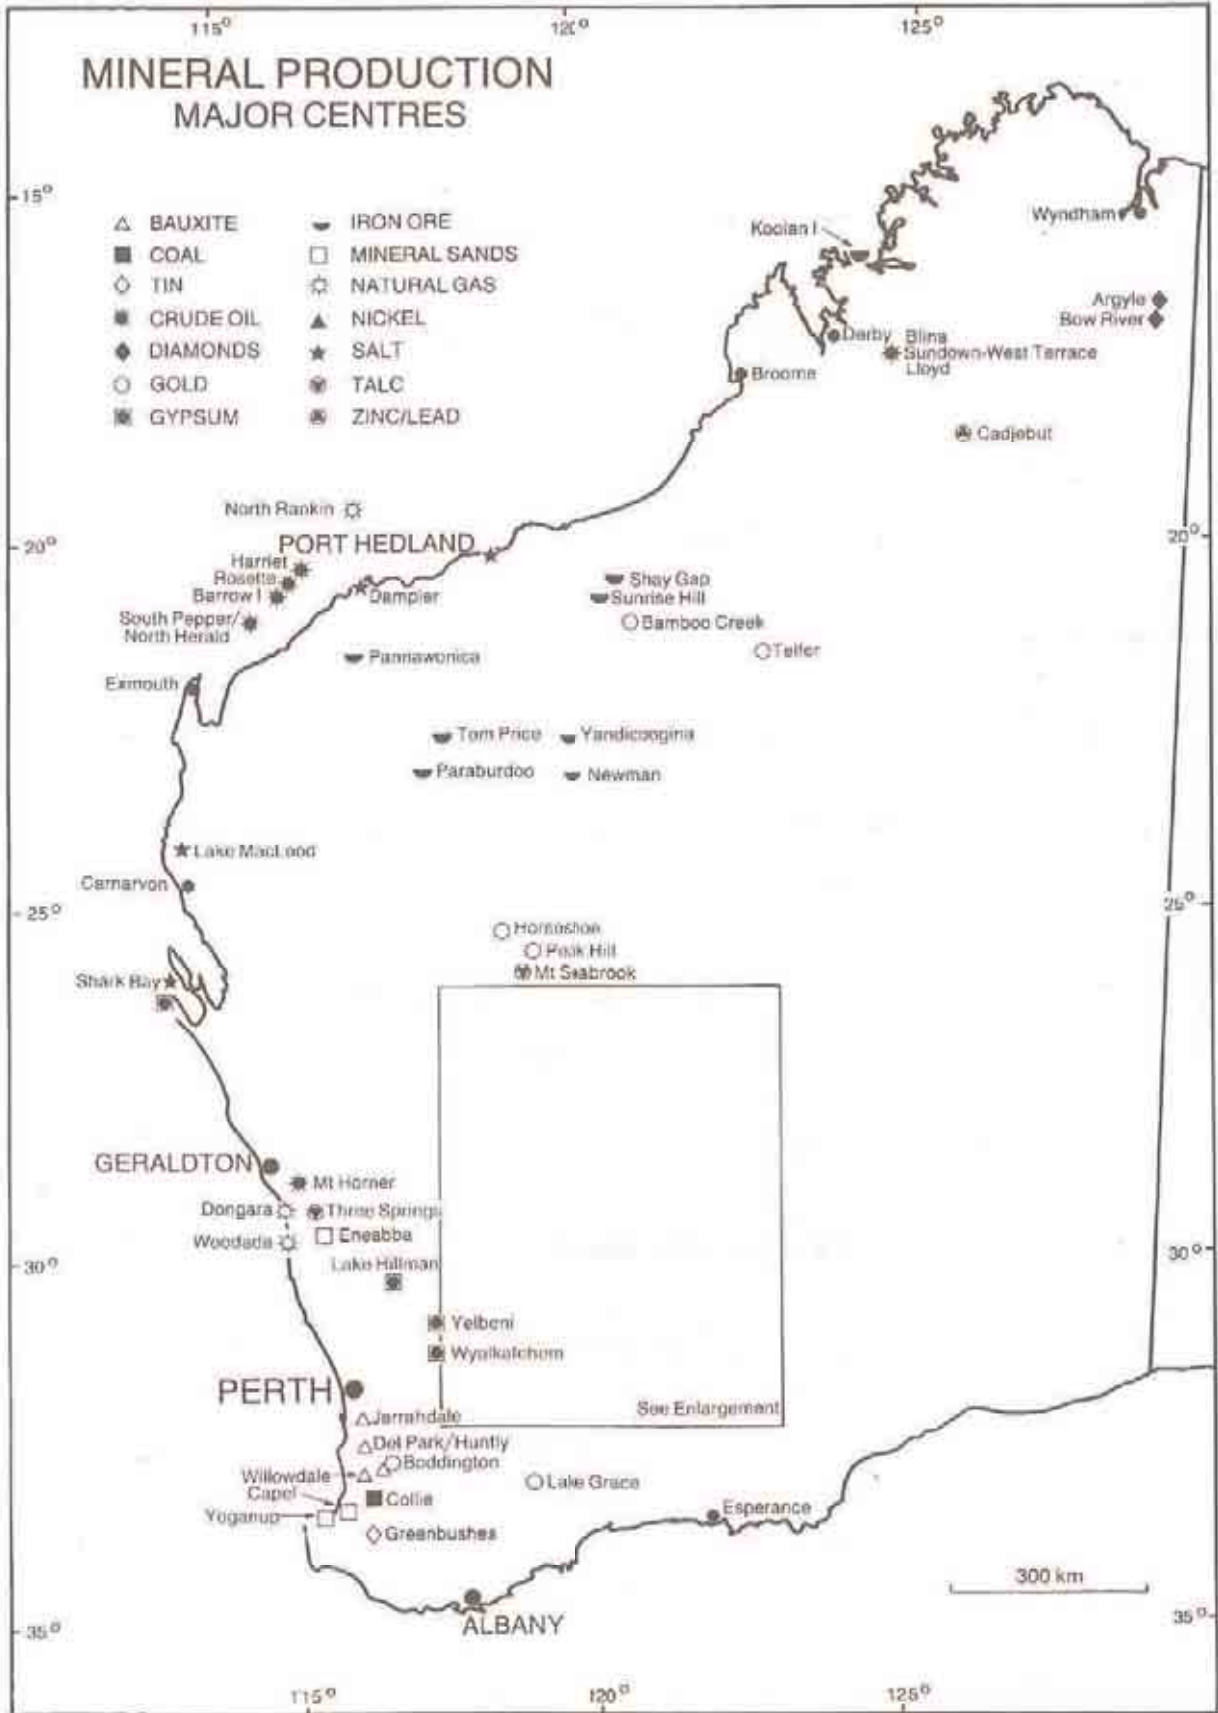 115° 120° 125°
MINERAL PRODUCTION
MAJOR CENTRES
15°
BAUXITE
COAL
TIN
CRUDE OIL
DIAMONDS
GOLD
GYPSUM
IRON ORE
MINERAL SANDS
NATURAL GAS
NICKEL
SALT
TALC
ZINC/LEAD
Koolan I
Wyndham
Argyle
Bow River
Derby
Blina
Sundown-West Terrace
Lloyd
Broome
Cadjebut
North Rankin
20°
PORT HEDLAND
20°
Harriet
Rosette
Barrow I
Dampier
South Pepper/
North Herald
Shay Gap
Sunrise Hill
Bamboo Creek
Telfer
Pannawonica
Exmouth
Tom Price
Yandicoogina
Paraburdoo
Newman
Lake MacLeod
Carnarvon
25°
25°
Horseshoe
Peak Hill
Mt Seabrook
Shark Bay
GERALDTON
Mt Horner
Dongara
Three Springs
Eneabba
Woodada
Lake Hillman
30°
30°
Yelbeni
Wyalkatchem
PERTH
See Enlargement
Jarrahdale
Del Park/Huntly
Boddington
Willowdale
Lake Grace
Capel
Collie
Yoganup
Esperance
Greenbushes
300 km
ALBANY
35°
35°
115° 120° 125°